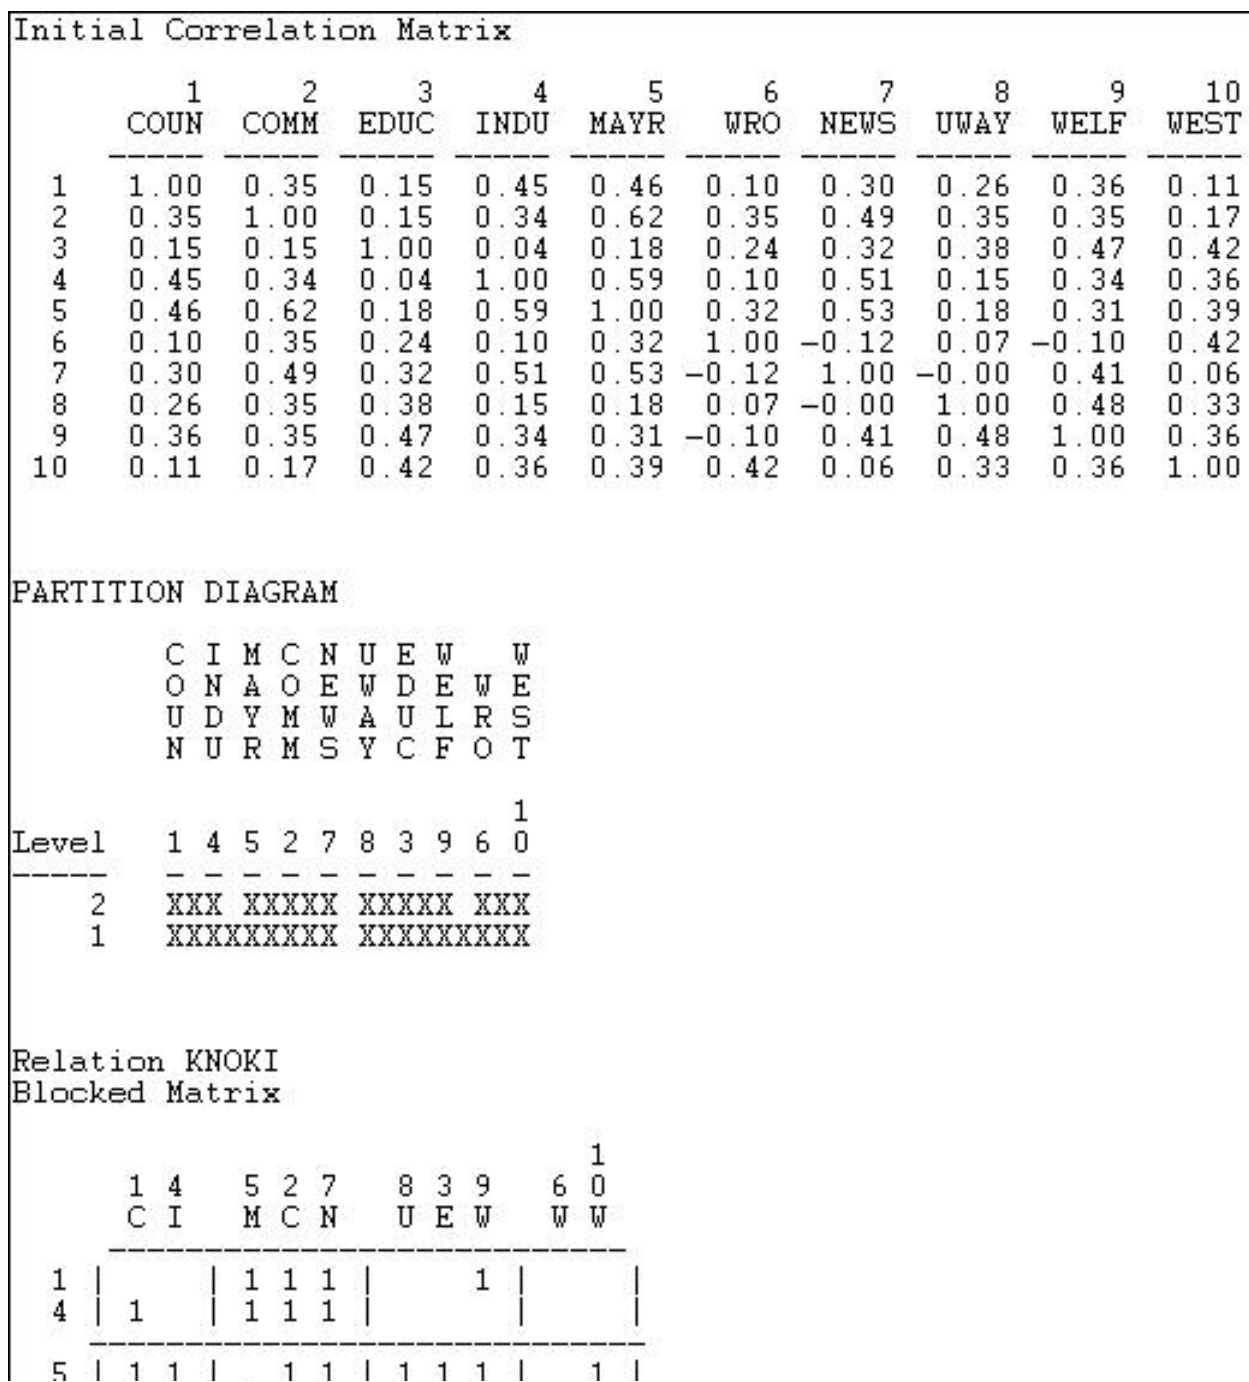 Initial Correlation Matrix
1 2 3 4 5 6 7 8 9 10
COUN COMM EDUC INDU MAYR WRO NEWS UWAY WELF WEST
----- ----- ----- ----- ----- ----- ----- ----- ----- -----
1 1.00 0.35 0.15 0.45 0.46 0.10 0.30 0.26 0.36 0.11
2 0.35 1.00 0.15 0.34 0.62 0.35 0.49 0.35 0.35 0.17
3 0.15 0.15 1.00 0.04 0.18 0.24 0.32 0.38 0.47 0.42
4 0.45 0.34 0.04 1.00 0.59 0.10 0.51 0.15 0.34 0.36
5 0.46 0.62 0.18 0.59 1.00 0.32 0.53 0.18 0.31 0.39
6 0.10 0.35 0.24 0.10 0.32 1.00 -0.12 0.07 -0.10 0.42
7 0.30 0.49 0.32 0.51 0.53 -0.12 1.00 -0.00 0.41 0.06
8 0.26 0.35 0.38 0.15 0.18 0.07 -0.00 1.00 0.48 0.33
9 0.36 0.35 0.47 0.34 0.31 -0.10 0.41 0.48 1.00 0.36
10 0.11 0.17 0.42 0.36 0.39 0.42 0.06 0.33 0.36 1.00
PARTITION DIAGRAM
C I M C N U E W W
O N A O E W D E W E
U D Y M W A U L R S
N U R M S Y C F O T
1
Level 1 4 5 2 7 8 3 9 6 0
----- - - - - - - - - - -
2 XXX XXXXX XXXXX XXX
1 XXXXXXXXX XXXXXXXXX
Relation KNOKI
Blocked Matrix
1
1 4 5 2 7 8 3 9 6 0
C I M C N U E W W W
---------------------------
1 | | 1 1 1 | 1 | |
4 | 1 | 1 1 1 | | |
-----------------------------
5 | 1 1 | 1 1 | 1 1 1 | 1 |